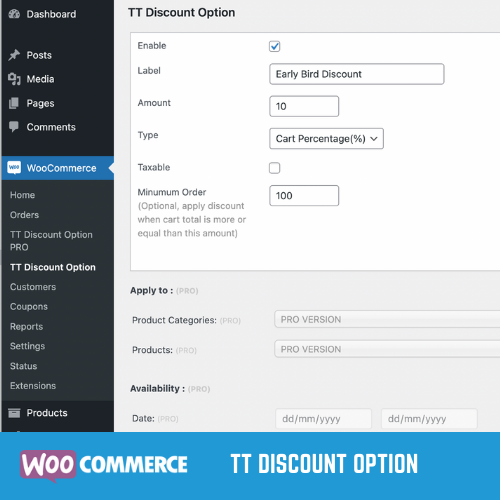 Dashboard
TT Discount Option
Posts
Media
Pages
Comments
WOO WooCommerce
Home
Orders
TT Discount Option
PRO
TT Discount Option
Customers
Coupons
Reports
Settings
Status
Extensions
Products
Enable
Label
Early Bird Discount
Amount
10
Type
Cart Percentage(%)
Taxable
Minumum Order
100
(Optional, apply discount
when cart total is more or
equal than this amount)
Apply to : (PRO)
Product Categories: (PRO)
PRO VERSION
Products: (PRO)
PRO VERSION
Availability : (PRO)
Date: (PRO)
dd/mm/yyyy
dd/mm/yyyy
WOO COMMERCE
TT DISCOUNT OPTION